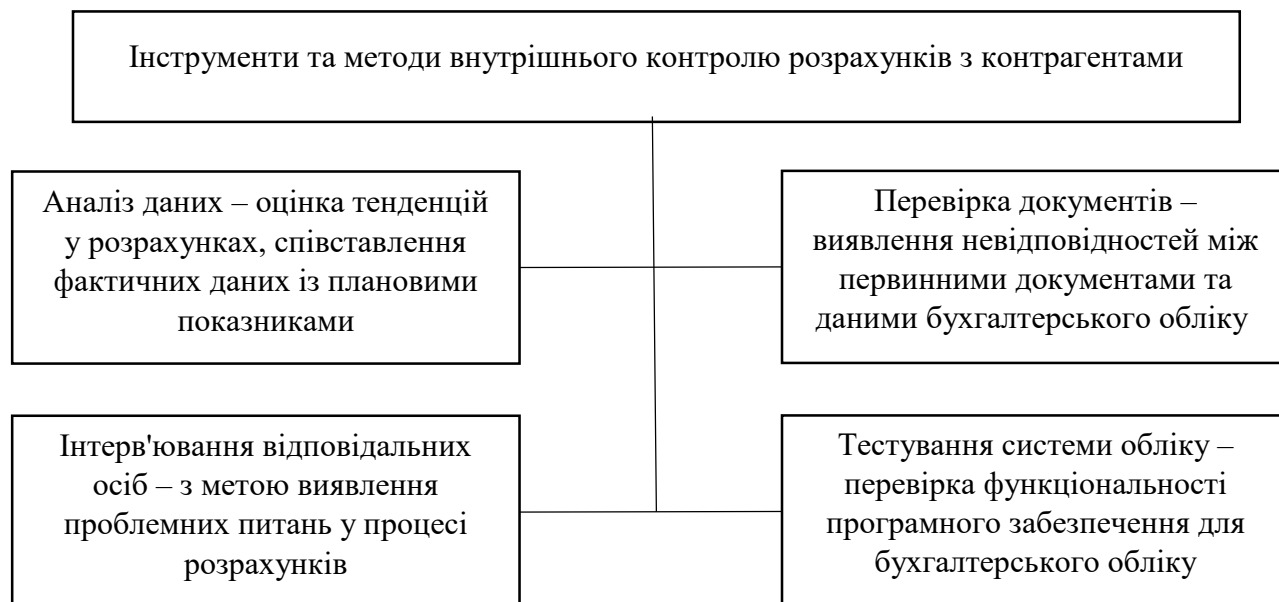 Інструменти та методи внутрішнього контролю розрахунків з контрагентами
Аналіз даних – оцінка тенденцій
у розрахунках, співставлення
фактичних даних із плановими
показниками
Перевірка документів –
виявлення невідповідностей між
первинними документами та
даними бухгалтерського обліку
Інтерв'ювання відповідальних
осіб – з метою виявлення
проблемних питань у процесі
розрахунків
Тестування системи обліку –
перевірка функціональності
програмного забезпечення для
бухгалтерського обліку